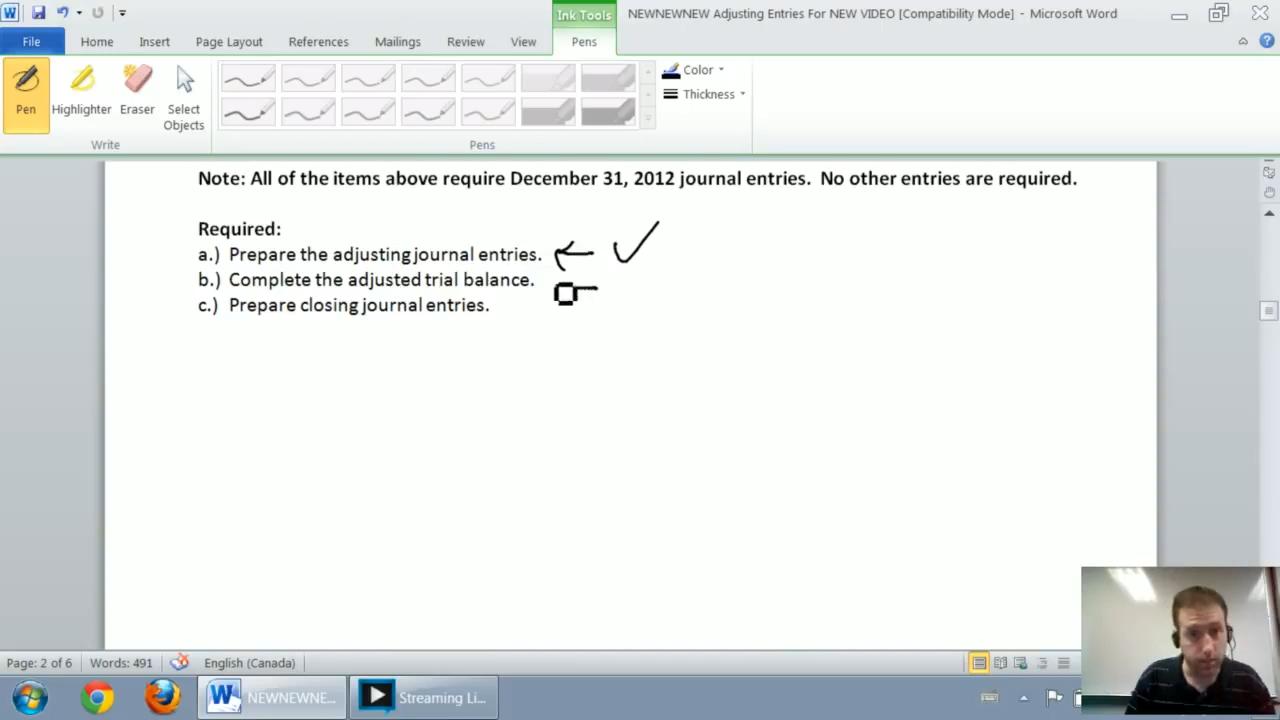 Ink Tools
NEWNEWNEW Adjusting Entries For NEW VIDEO [Compatibility Mode] - Microsoft Word
File Home Insert Page Layout References Mailings Review View Pens
Pen Highlighter Eraser Select Objects
Color
Thickness
Write Pens
Note: All of the items above require December 31, 2012 journal entries. No other entries are required.
Required:
a.) Prepare the adjusting journal entries.
b.) Complete the adjusted trial balance.
c.) Prepare closing journal entries.
Page: 2 of 6 Words: 491 English (Canada)
NEWNEWNE... Streaming Li...